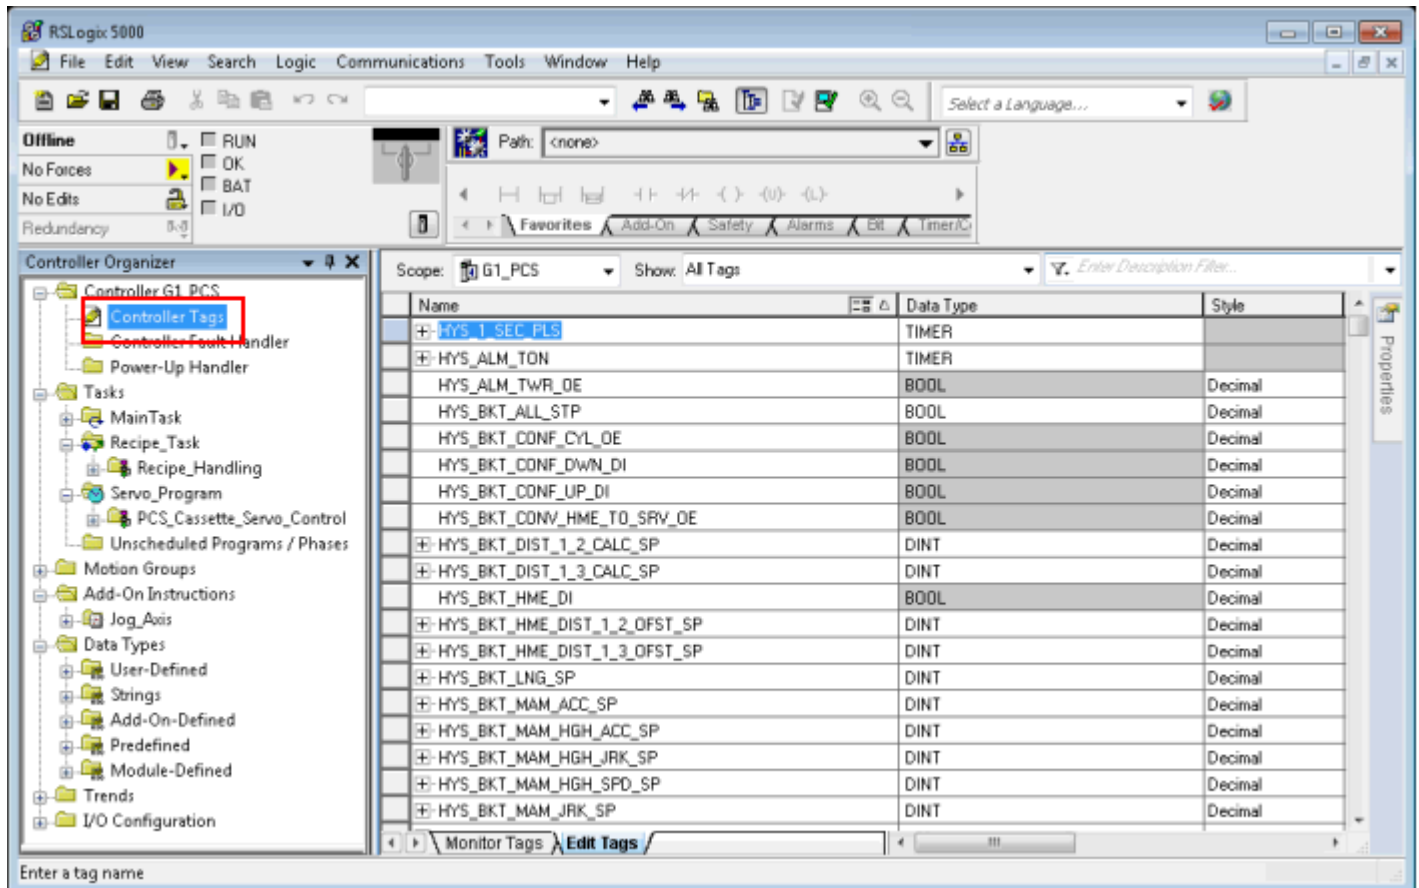 RSLogix 5000
File Edit View Search Logic Communications Tools Window Help
Select a Language...
Offline RUN
No Forces OK
No Edits BAT
I/O
Redundancy
Path: <none>
Favorites Add-On Safety Alarms Bit Timer/C
Controller Organizer
Controller G1_PCS
Controller Tags
Controller Fault Handler
Power-Up Handler
Tasks
MainTask
Recipe_Task
Recipe_Handling
Servo_Program
PCS_Cassette_Servo_Control
Unscheduled Programs / Phases
Motion Groups
Add-On Instructions
Jog_Axis
Data Types
User-Defined
Strings
Add-On-Defined
Predefined
Module-Defined
Trends
I/O Configuration
Scope: G1_PCS Show: All Tags Enter Description Filter...
Name Data Type Style
HYS_1_SEC_PLS TIMER
HYS_ALM_TON TIMER
HYS_ALM_TWR_OE BOOL Decimal
HYS_BKT_ALL_STP BOOL Decimal
HYS_BKT_CONF_CYL_OE BOOL Decimal
HYS_BKT_CONF_DWN_DI BOOL Decimal
HYS_BKT_CONF_UP_DI BOOL Decimal
HYS_BKT_CONV_HME_TO_SRV_OE BOOL Decimal
HYS_BKT_DIST_1_2_CALC_SP DINT Decimal
HYS_BKT_DIST_1_3_CALC_SP DINT Decimal
HYS_BKT_HME_DI BOOL Decimal
HYS_BKT_HME_DIST_1_2_OFST_SP DINT Decimal
HYS_BKT_HME_DIST_1_3_OFST_SP DINT Decimal
HYS_BKT_LNG_SP DINT Decimal
HYS_BKT_MAM_ACC_SP DINT Decimal
HYS_BKT_MAM_HGH_ACC_SP DINT Decimal
HYS_BKT_MAM_HGH_JRK_SP DINT Decimal
HYS_BKT_MAM_HGH_SPD_SP DINT Decimal
HYS_BKT_MAM_JRK_SP DINT Decimal
Monitor Tags Edit Tags
Properties
Enter a tag name